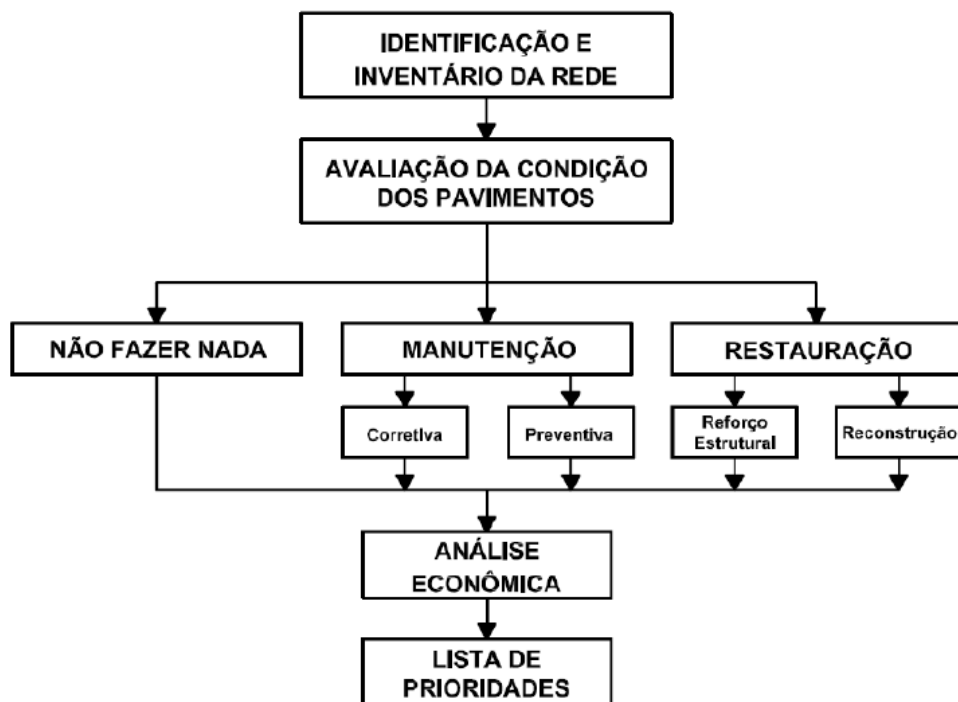 IDENTIFICAÇÃO E
INVENTÁRIO DA REDE
AVALIAÇÃO DA CONDIÇÃO
DOS PAVIMENTOS
NÃO FAZER NADA
MANUTENÇÃO
RESTAURAÇÃO
Corretiva
Preventiva
Reforço
Estrutural
Reconstrução
ANÁLISE
ECONÔMICA
LISTA DE
PRIORIDADES